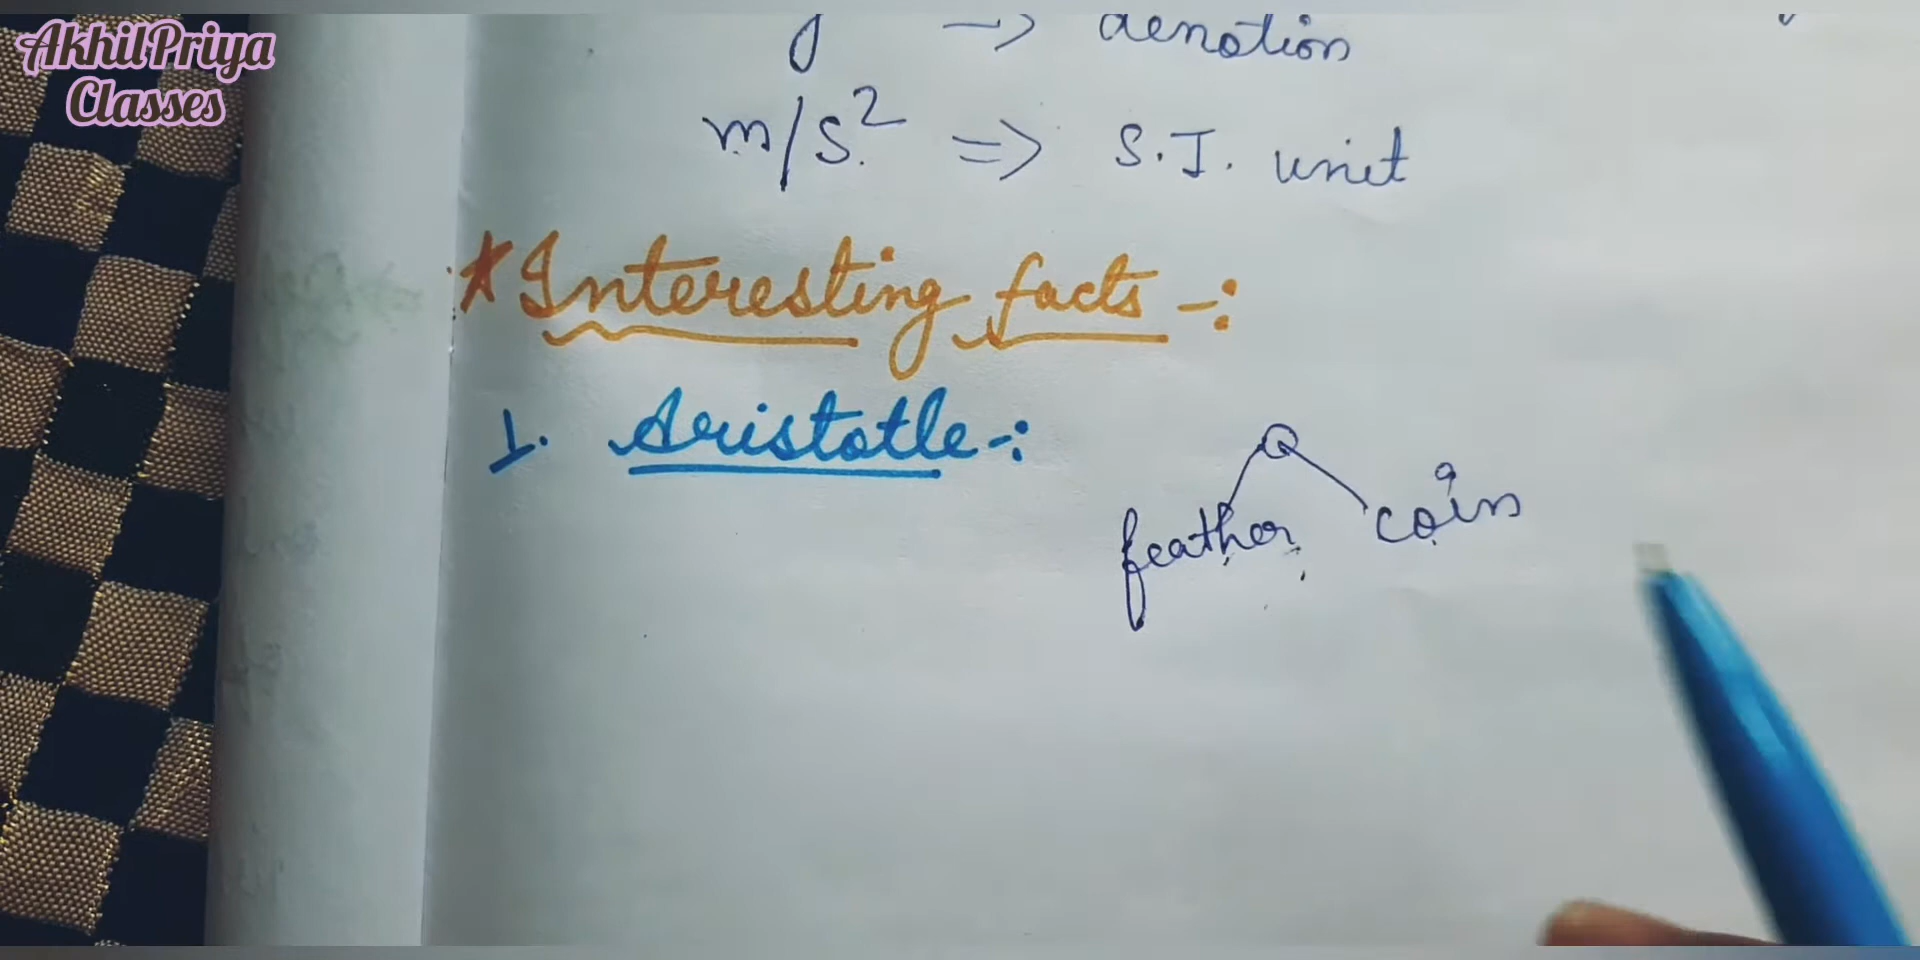 AkhilPriya
Classes
g → denotion
m/s² => S.I. unit
* Interesting facts -:
1. Aristotle -:
feather coin